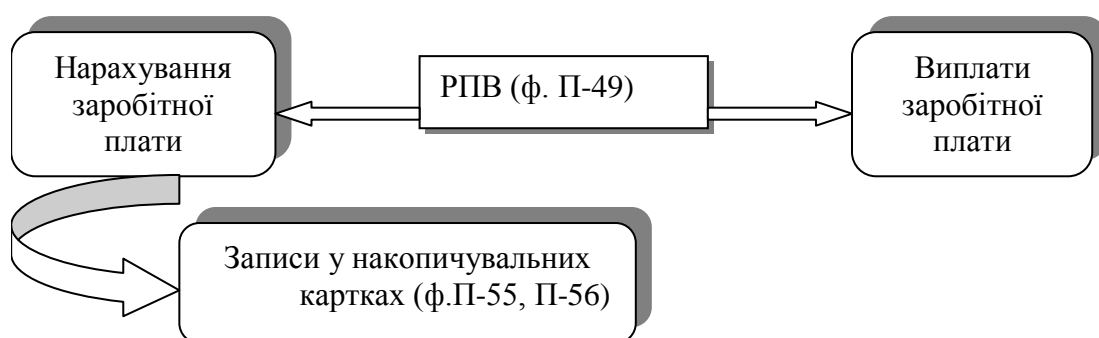 Нарахування
заробітної
плати
РПВ (ф. П-49)
Виплати
заробітної
плати
Записи у накопичувальних
картках (ф.П-55, П-56)